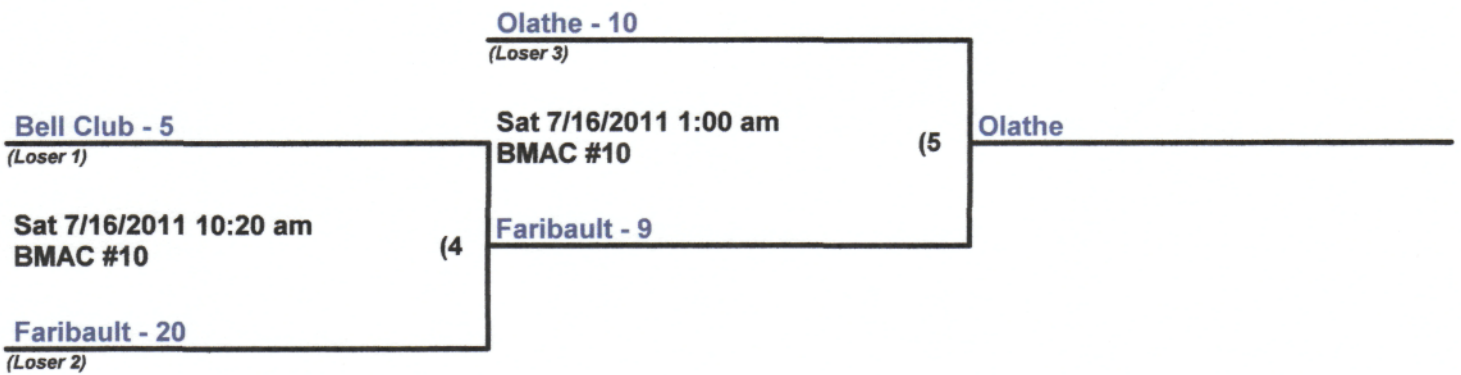 Olathe - 10
(Loser 3)
Bell Club - 5
(Loser 1)
Sat 7/16/2011 1:00 am
BMAC #10
(5
Olathe
Sat 7/16/2011 10:20 am
BMAC #10
(4
Faribault - 9
Faribault - 20
(Loser 2)